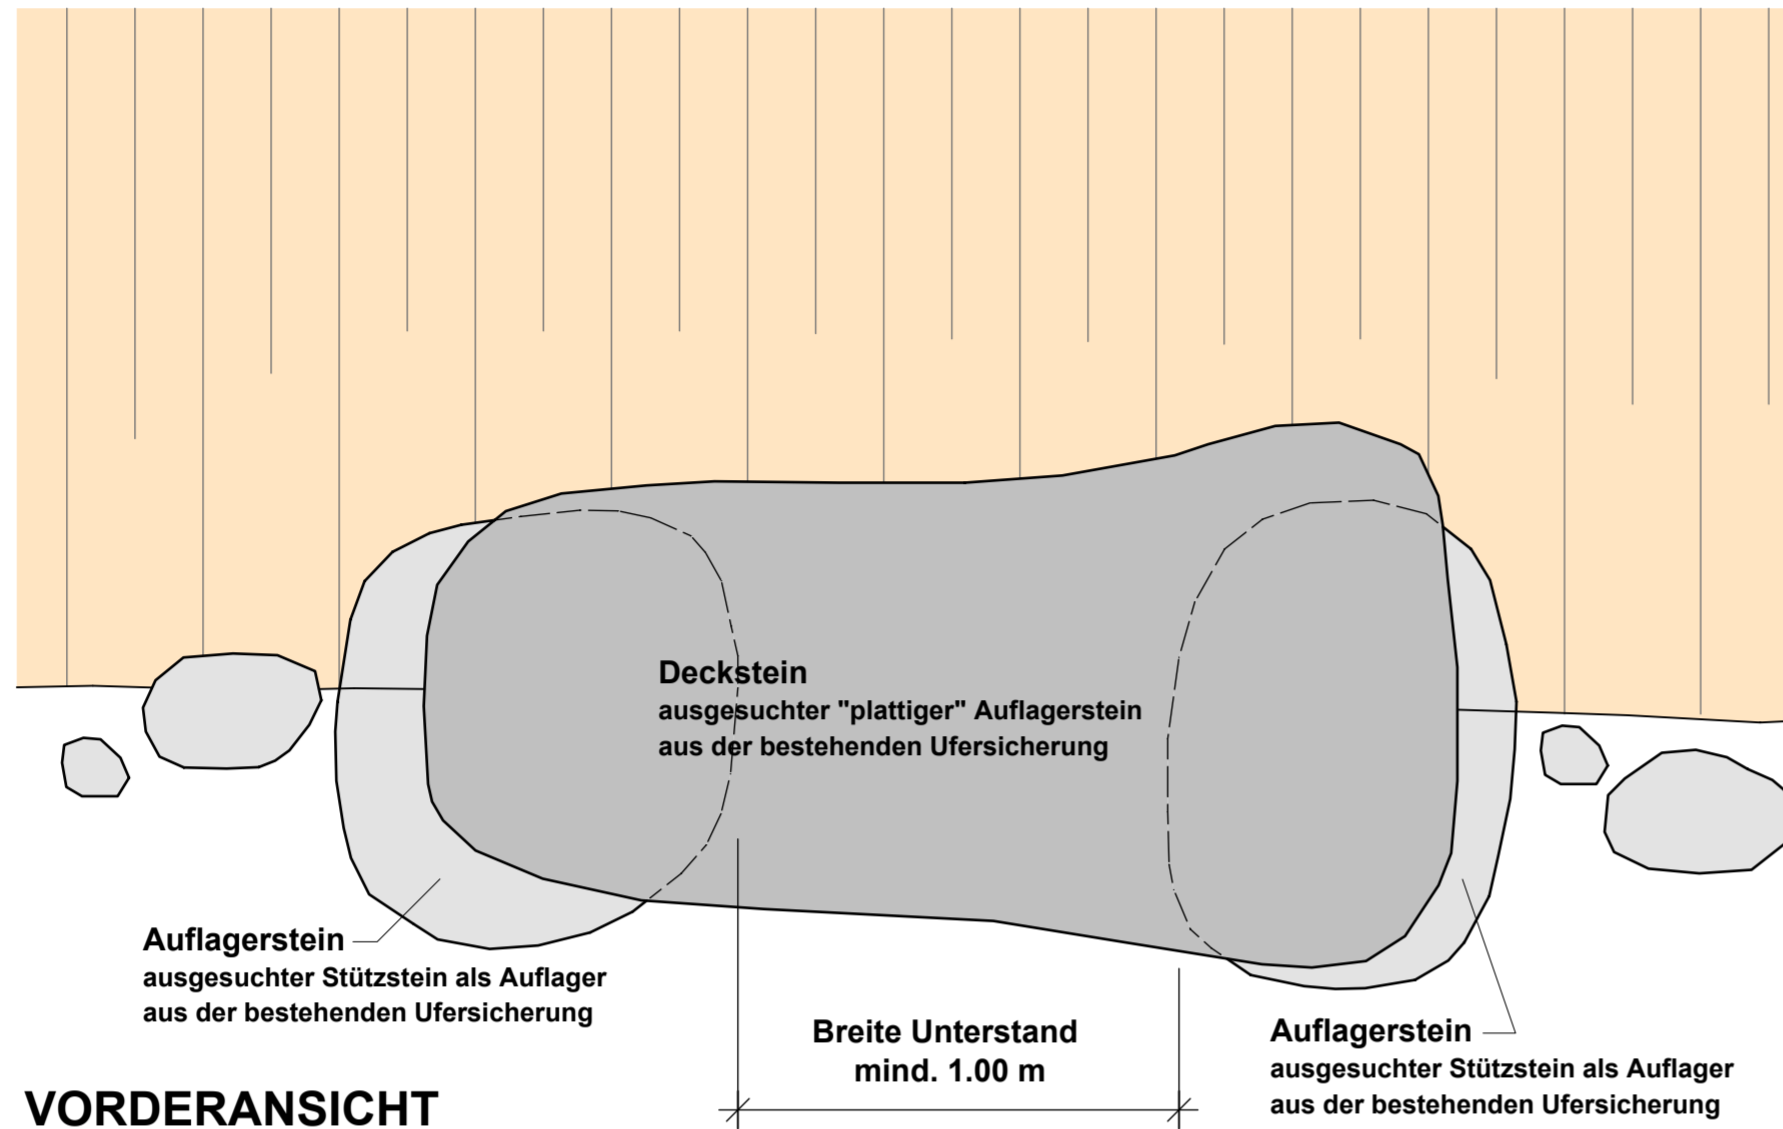 Deckstein
ausgesuchter "plattiger" Auflagerstein
aus der bestehenden Ufersicherung
Auflagerstein
ausgesuchter Stützstein als Auflager
aus der bestehenden Ufersicherung
Breite Unterstand
mind. 1.00 m
Auflagerstein
ausgesuchter Stützstein als Auflager
aus der bestehenden Ufersicherung
VORDERANSICHT